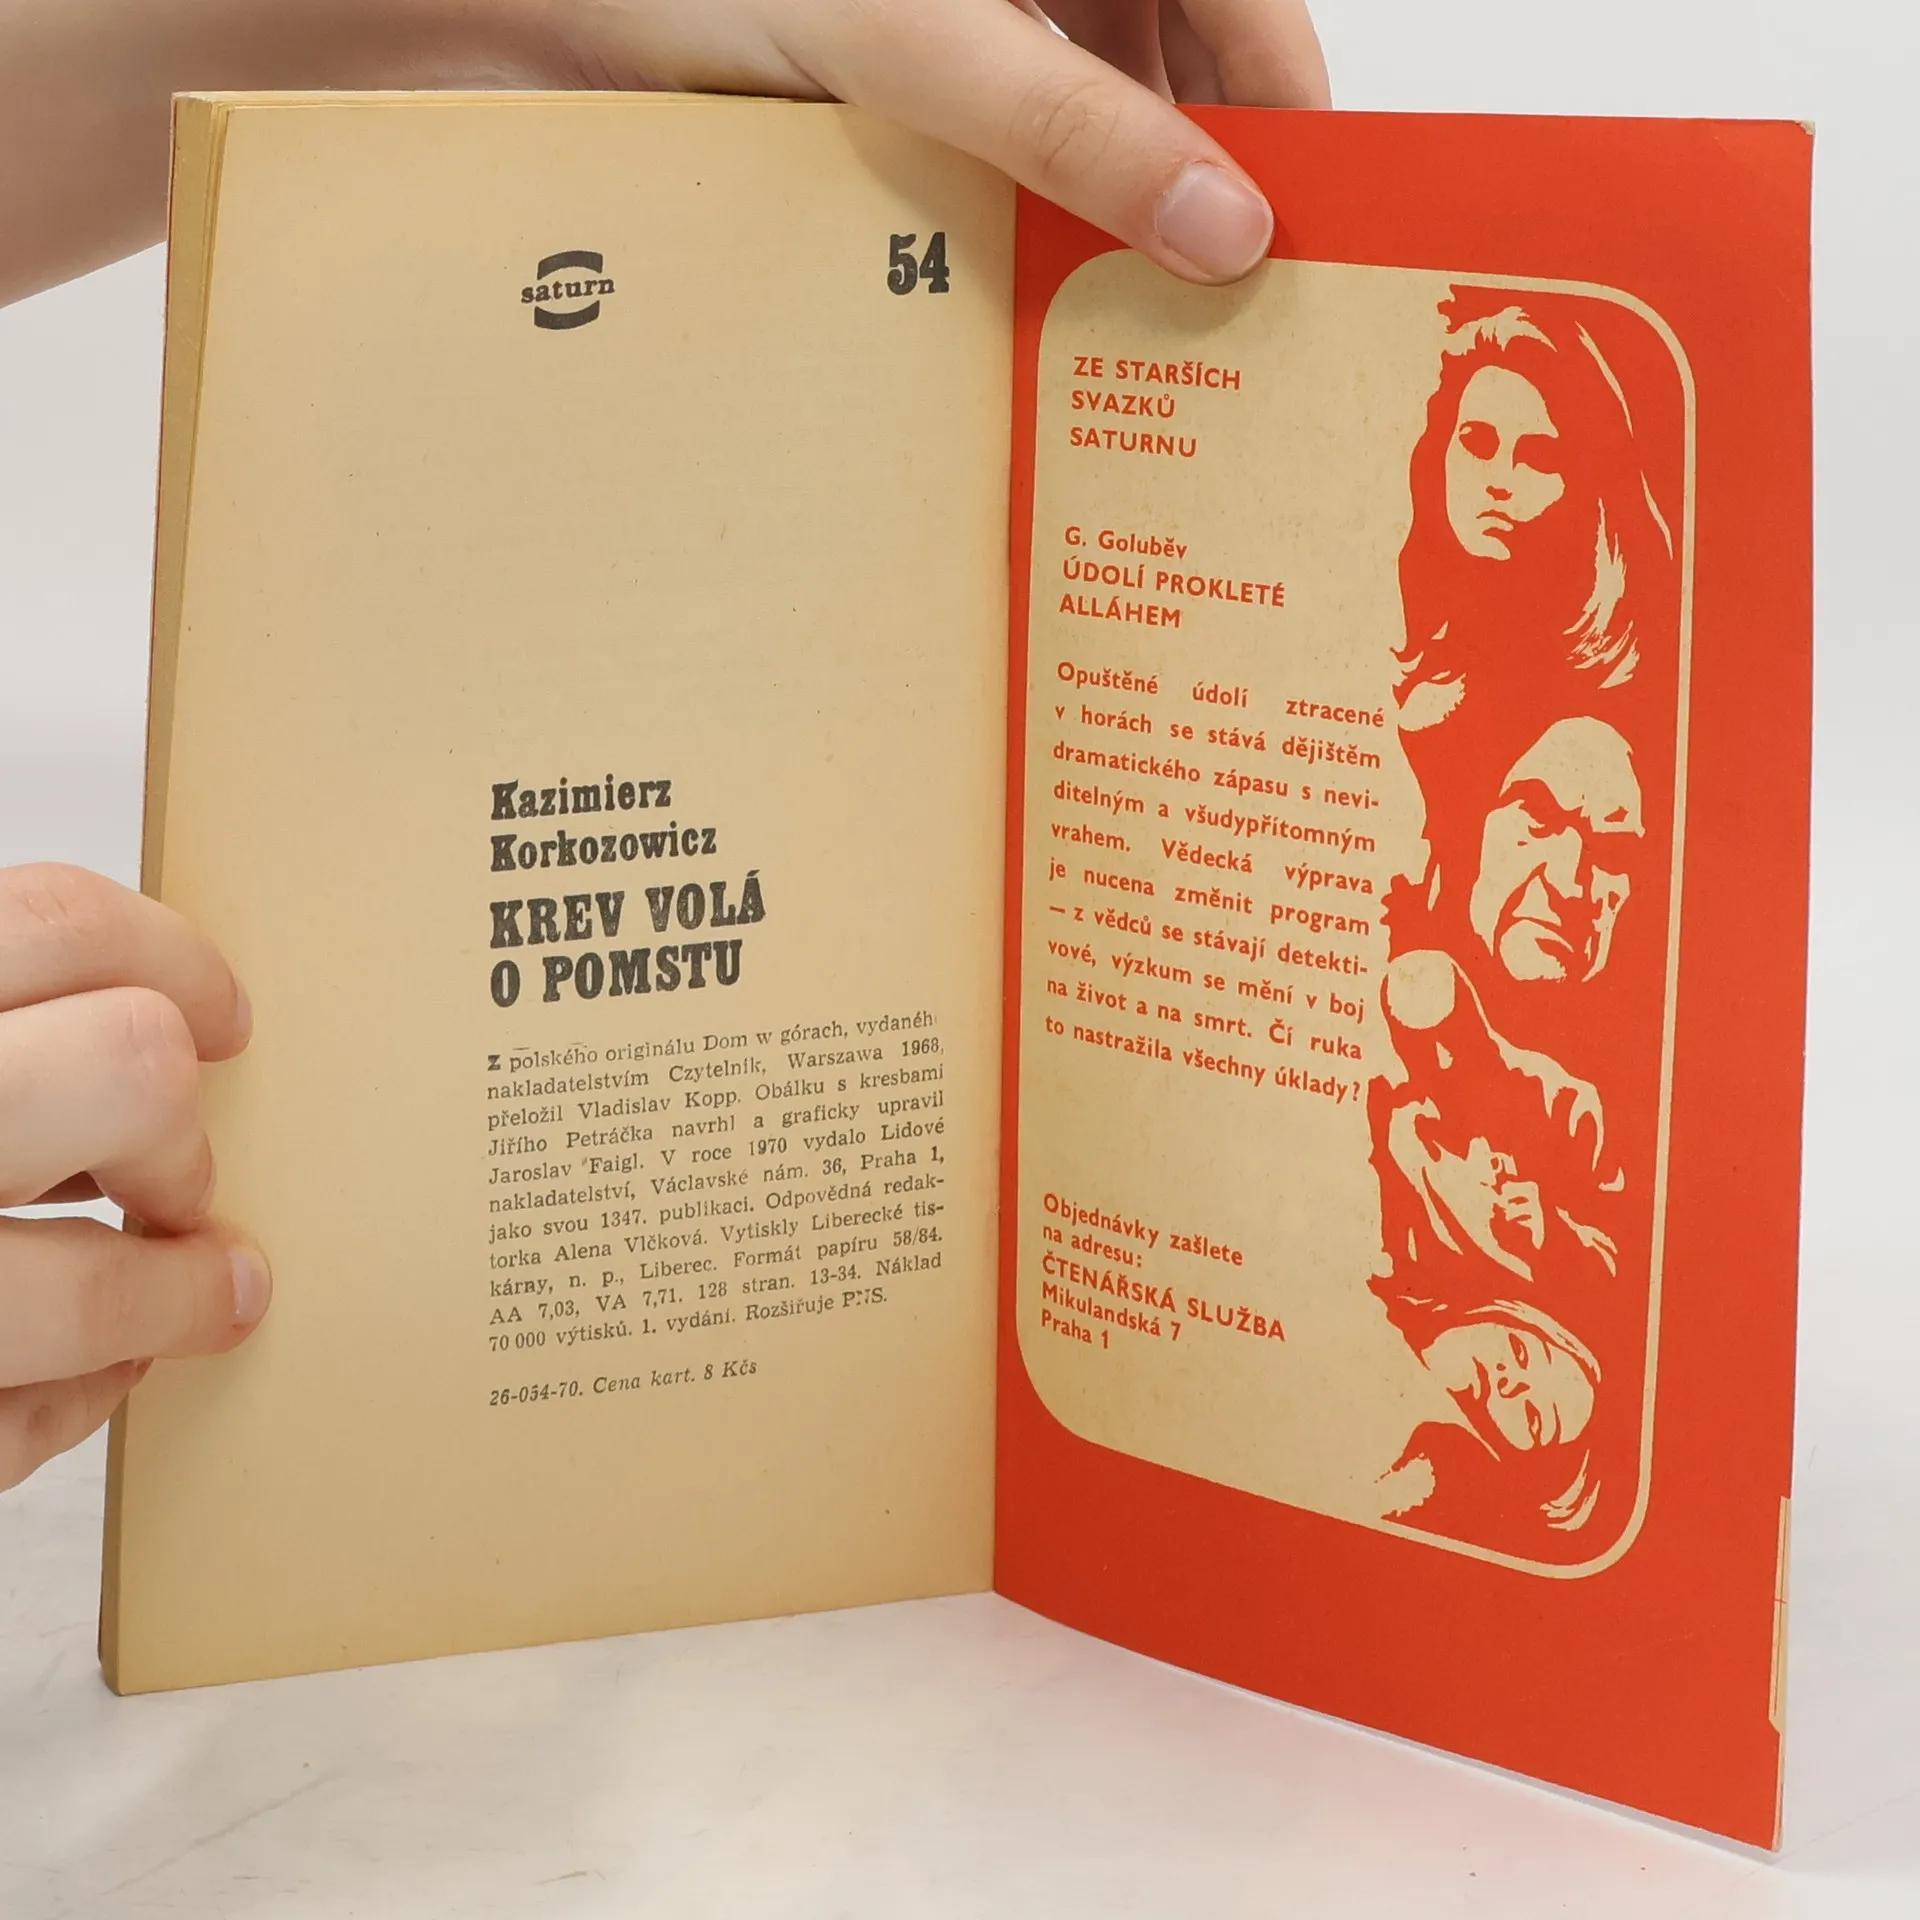 saturn
54
Kazimierz
Korkozowicz
KREV VOLÁ
O POMSTU
Z polského originálu Dom w górach, vydanéh
nakladatelstvím Czytelnik, Warszawa 1968,
přeložil Vladislav Kopp. Obálku s kresbami
Jiřího Petráčka navrhl a graficky upravil
Jaroslav Faigl. V roce 1970 vydalo Lidové
nakladatelství, Václavské nám. 36, Praha 1,
jako svou 1347. publikaci. Odpovědná redak-
torka Alena Vlčková. Vytiskly Liberecké tis-
kárny, n. p., Liberec. Formát papíru 58/84.
AA 7,03, VA 7,71. 128 stran. 13-34. Náklad
70 000 výtisků. 1. vydání. Rozšiřuje PNS.
26-054-70. Cena kart. 8 Kčs
ZE STARŠÍCH
SVAZKŮ
SATURNU
G. Goluběv
ÚDOLÍ PROKLETÉ
ALLÁHEM
Opuštěné údolí ztracené
v horách se stává dějištěm
dramatického zápasu s nevi-
ditelným a všudypřítomným
vrahem. Vědecká výprava
je nucena změnit program
— z vědců se stávají detekti-
vové, výzkum se mění v boj
na život a na smrt. Čí ruka
to nastražila všechny úklady?
Objednávky zašlete
na adresu:
ČTENÁŘSKÁ SLUŽBA
Mikulandská 7
Praha 1